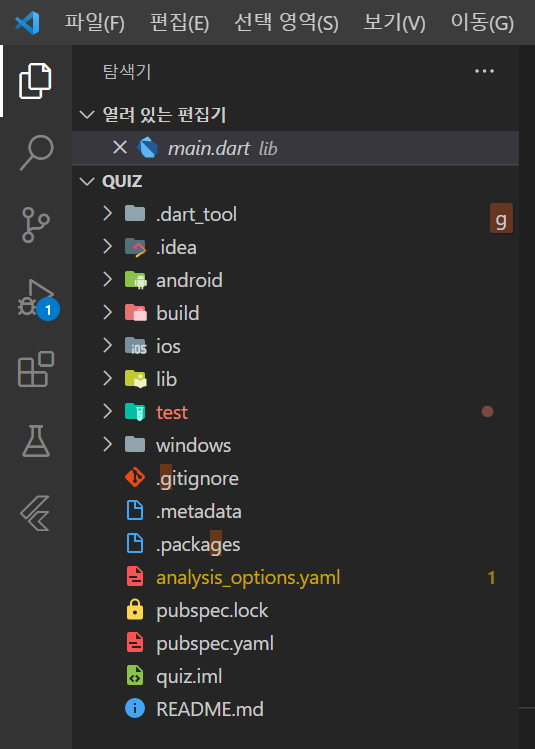 파일(F) 편집(E) 선택 영역(S) 보기(V) 이동(G)
탐색기
열려 있는 편집기
main.dart lib
QUIZ
.dart_tool
g
.idea
android
build
ios
lib
test
windows
.gitignore
.metadata
.packages
analysis_options.yaml 1
pubspec.lock
pubspec.yaml
quiz.iml
README.md
1
iOS